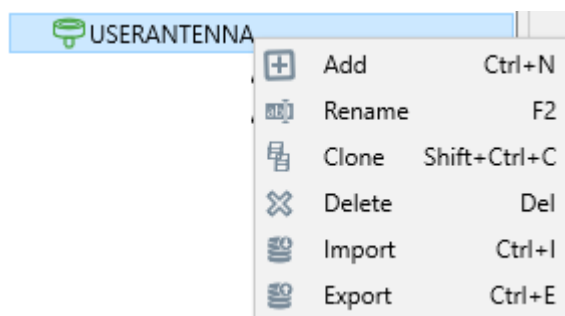 USERANTENNA
Add Ctrl+N
Rename F2
Clone Shift+Ctrl+C
Delete Del
Import Ctrl+I
Export Ctrl+E